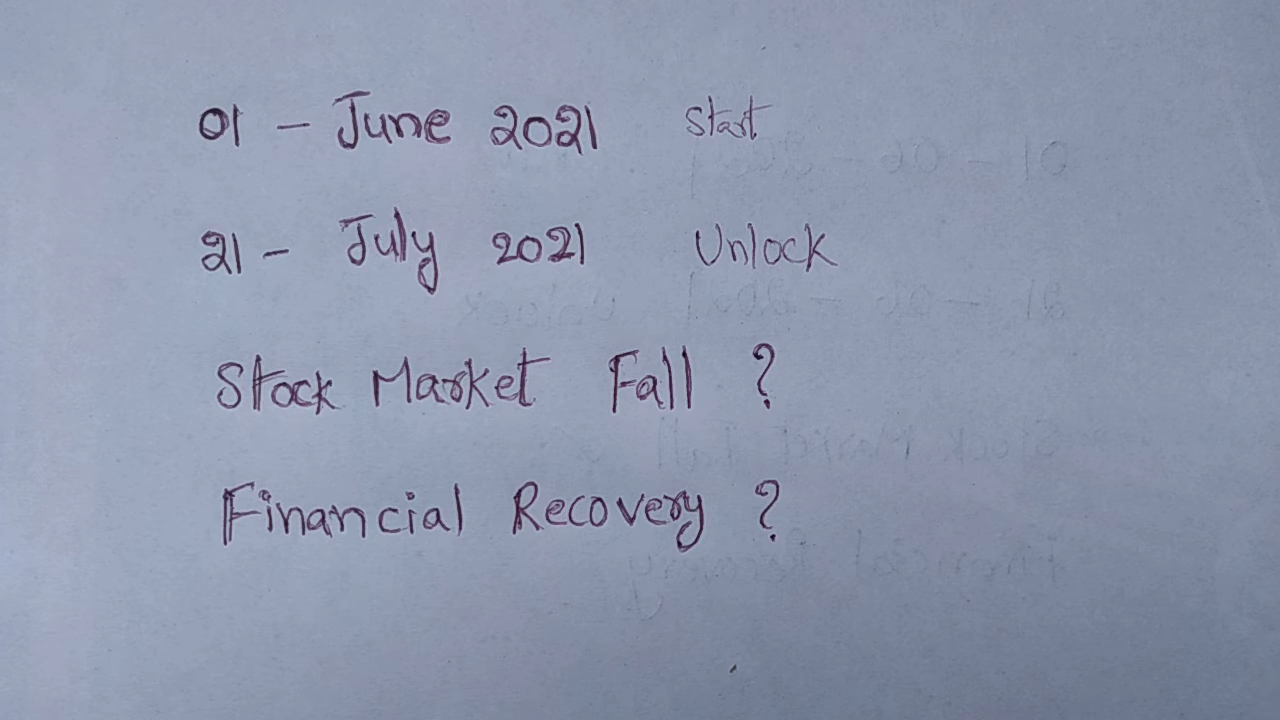 01 - June 2021 Start
21 - July 2021 Unlock
Stock Market Fall ?
Financial Recovery ?